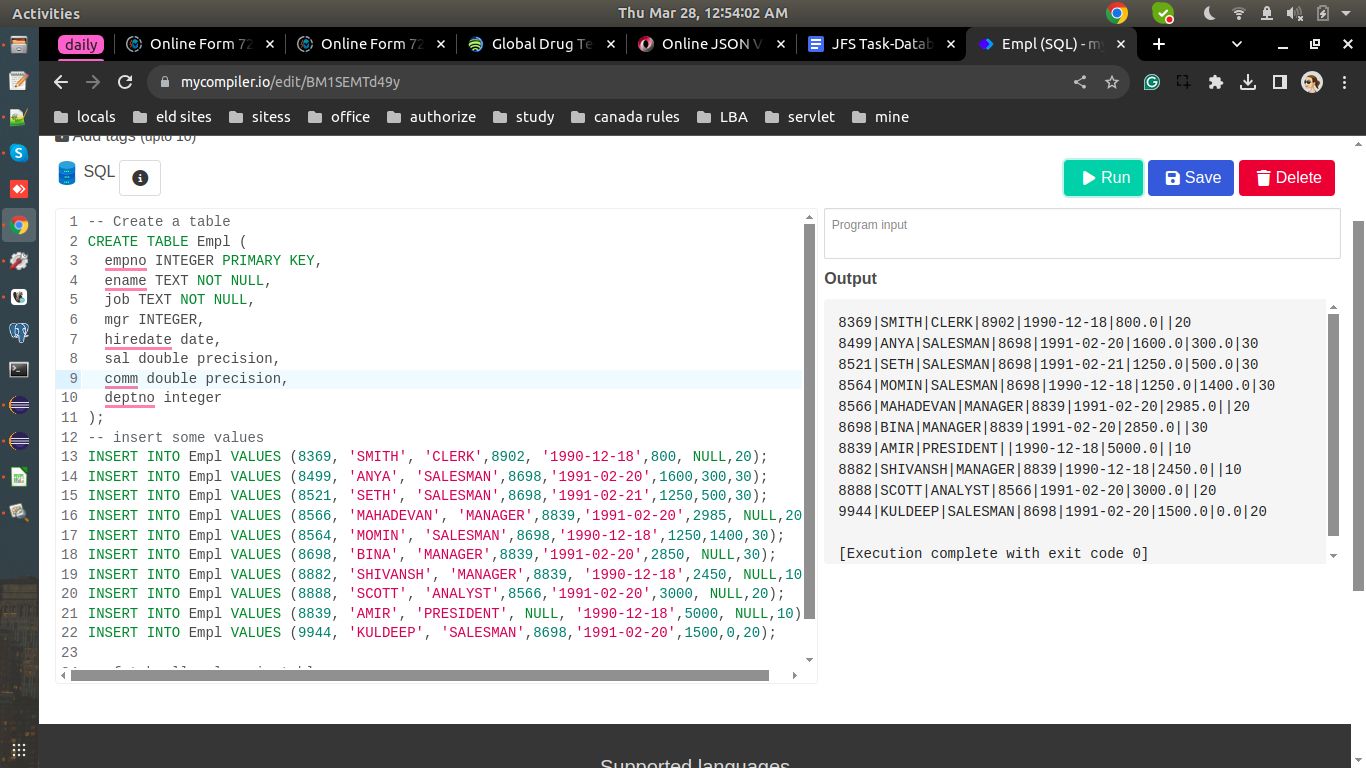 Activities
Thu Mar 28, 12:54:02 AM
daily
Online Form 72
Online Form 72
Global Drug Te
Online JSON V
JFS Task-Datab
Empl (SQL) - my
mycompiler.io/edit/BM1SEMTd49y
locals
eld sites
sitess
office
authorize
study
canada rules
LBA
servlet
mine
Add tags (upto 10)
SQL
Run
Save
Delete
1 -- Create a table
2 CREATE TABLE Empl (
3 empno INTEGER PRIMARY KEY,
4 ename TEXT NOT NULL,
5 job TEXT NOT NULL,
6 mgr INTEGER,
7 hiredate date,
8 sal double precision,
9 comm double precision,
10 deptno integer
11 );
12 -- insert some values
13 INSERT INTO Empl VALUES (8369, 'SMITH', 'CLERK',8902, '1990-12-18',800, NULL,20);
14 INSERT INTO Empl VALUES (8499, 'ANYA', 'SALESMAN',8698,'1991-02-20',1600,300,30);
15 INSERT INTO Empl VALUES (8521, 'SETH', 'SALESMAN',8698,'1991-02-21',1250,500,30);
16 INSERT INTO Empl VALUES (8566, 'MAHADEVAN', 'MANAGER',8839,'1991-02-20',2985, NULL,20
17 INSERT INTO Empl VALUES (8564, 'MOMIN', 'SALESMAN',8698,'1990-12-18',1250,1400,30);
18 INSERT INTO Empl VALUES (8698, 'BINA', 'MANAGER',8839,'1991-02-20',2850, NULL,30);
19 INSERT INTO Empl VALUES (8882, 'SHIVANSH', 'MANAGER',8839, '1990-12-18',2450, NULL,10
20 INSERT INTO Empl VALUES (8888, 'SCOTT', 'ANALYST',8566,'1991-02-20',3000, NULL,20);
21 INSERT INTO Empl VALUES (8839, 'AMIR', 'PRESIDENT', NULL, '1990-12-18',5000, NULL,10)
22 INSERT INTO Empl VALUES (9944, 'KULDEEP', 'SALESMAN',8698,'1991-02-20',1500,0,20);
23
Program input
Output
8369|SMITH|CLERK|8902|1990-12-18|800.0||20
8499|ANYA|SALESMAN|8698|1991-02-20|1600.0|300.0|30
8521|SETH|SALESMAN|8698|1991-02-21|1250.0|500.0|30
8564|MOMIN|SALESMAN|8698|1990-12-18|1250.0|1400.0|30
8566|MAHADEVAN|MANAGER|8839|1991-02-20|2985.0||20
8698|BINA|MANAGER|8839|1991-02-20|2850.0||30
8839|AMIR|PRESIDENT||1990-12-18|5000.0||10
8882|SHIVANSH|MANAGER|8839|1990-12-18|2450.0||10
8888|SCOTT|ANALYST|8566|1991-02-20|3000.0||20
9944|KULDEEP|SALESMAN|8698|1991-02-20|1500.0|0.0|20
[Execution complete with exit code 0]
Supported languages